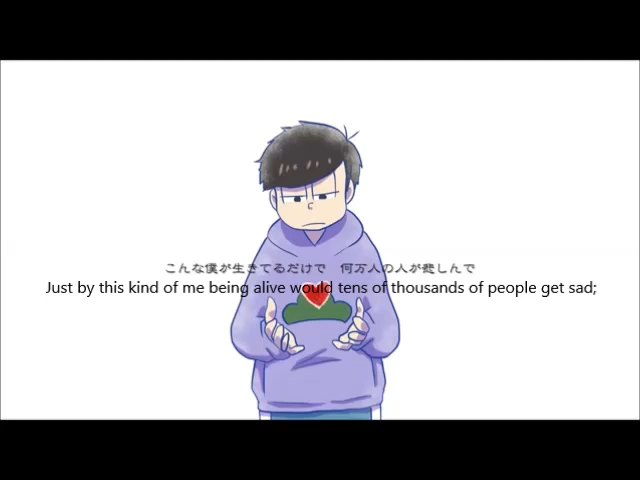 こんな僕が生きてるだけで 何万人の人が悲しんで
Just by this kind of me being alive would tens of thousands of people get sad;